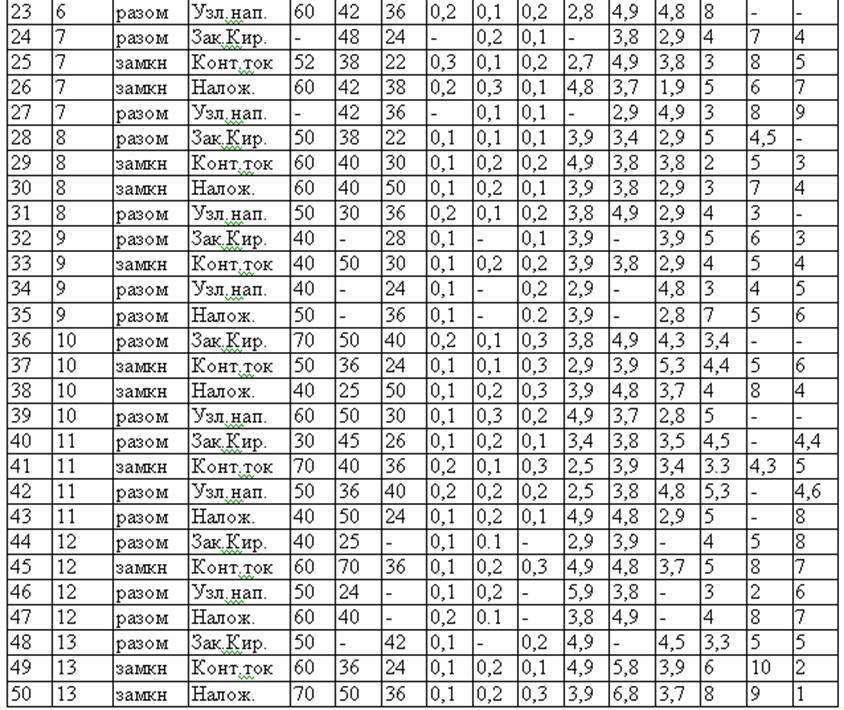 23 6 разом Узл.нап. 60 42 36 0,2 0,1 0,2 2,8 4,9 4,8 8 - -
24 7 разом Зак.Кир. - 48 24 - 0,2 0,1 - 3,8 2,9 4 7 4
25 7 замкн Конт.ток 52 38 22 0,3 0,1 0,2 2,7 4,9 3,8 3 8 5
26 7 замкн Налож. 60 42 38 0,2 0,3 0,1 4,8 3,7 1,9 5 6 7
27 7 разом Узл.нап. - 42 36 - 0,1 0,1 - 2,9 4,9 3 8 9
28 8 разом Зак.Кир. 50 38 22 0,1 0,1 0,1 3,9 3,4 2,9 5 4,5 -
29 8 замкн Конт.ток 60 40 30 0,1 0,2 0,2 4,9 3,8 3,8 2 5 3
30 8 замкн Налож. 60 40 50 0,1 0,2 0,1 3,9 3,8 2,9 3 7 4
31 8 разом Узл.нап. 50 30 36 0,2 0,1 0,2 3,8 4,9 2,9 4 3 -
32 9 разом Зак.Кир. 40 - 28 0,1 - 0,1 3,9 - 3,9 5 6 3
33 9 замкн Конт.ток 40 50 30 0,1 0,2 0,2 3,9 3,8 2,9 4 5 4
34 9 разом Узл.нап. 40 - 24 0,1 - 0,2 2,9 - 4,8 3 4 5
35 9 разом Налож. 50 - 36 0,1 - 0.2 3,9 - 2,8 7 5 6
36 10 разом Зак.Кир. 70 50 40 0,2 0,1 0,3 3,8 4,9 4,3 3,4 - -
37 10 замкн Конт.ток 50 36 24 0,1 0,1 0,3 2,9 3,9 5,3 4,4 5 6
38 10 замкн Налож. 40 25 50 0,1 0,2 0,3 3,9 4,8 3,7 4 8 4
39 10 разом Узл.нап. 60 50 30 0,1 0,3 0,2 4,9 3,7 2,8 5 - -
40 11 разом Зак.Кир. 30 45 26 0,1 0,2 0,1 3,4 3,8 3,5 4,5 - 4,4
41 11 замкн Конт.ток 70 40 36 0,2 0,1 0,3 2,5 3,9 3,4 3.3 4,3 5
42 11 разом Узл.нап. 50 36 40 0,2 0,2 0,2 2,5 3,8 4,8 5,3 - 4,6
43 11 разом Налож. 40 50 24 0,1 0,2 0,1 4,9 4,8 2,9 5 - 8
44 12 разом Зак.Кир. 40 25 - 0,1 0.1 - 2,9 3,9 - 4 5 8
45 12 замкн Конт.ток 60 70 36 0,1 0,2 0,3 4,9 4,8 3,7 5 8 7
46 12 разом Узл.нап. 50 24 - 0,1 0,2 - 5,9 3,8 - 3 2 6
47 12 разом Налож. 60 40 - 0,2 0.1 - 3,8 4,9 - 4 8 7
48 13 разом Зак.Кир. 50 - 42 0,1 - 0,2 4,9 - 4,5 3,3 5 5
49 13 замкн Конт.ток 60 36 24 0,1 0,2 0,1 4,9 5,8 3,9 6 10 2
50 13 замкн Налож. 70 50 36 0,1 0,2 0,3 3,9 6,8 3,7 8 9 1